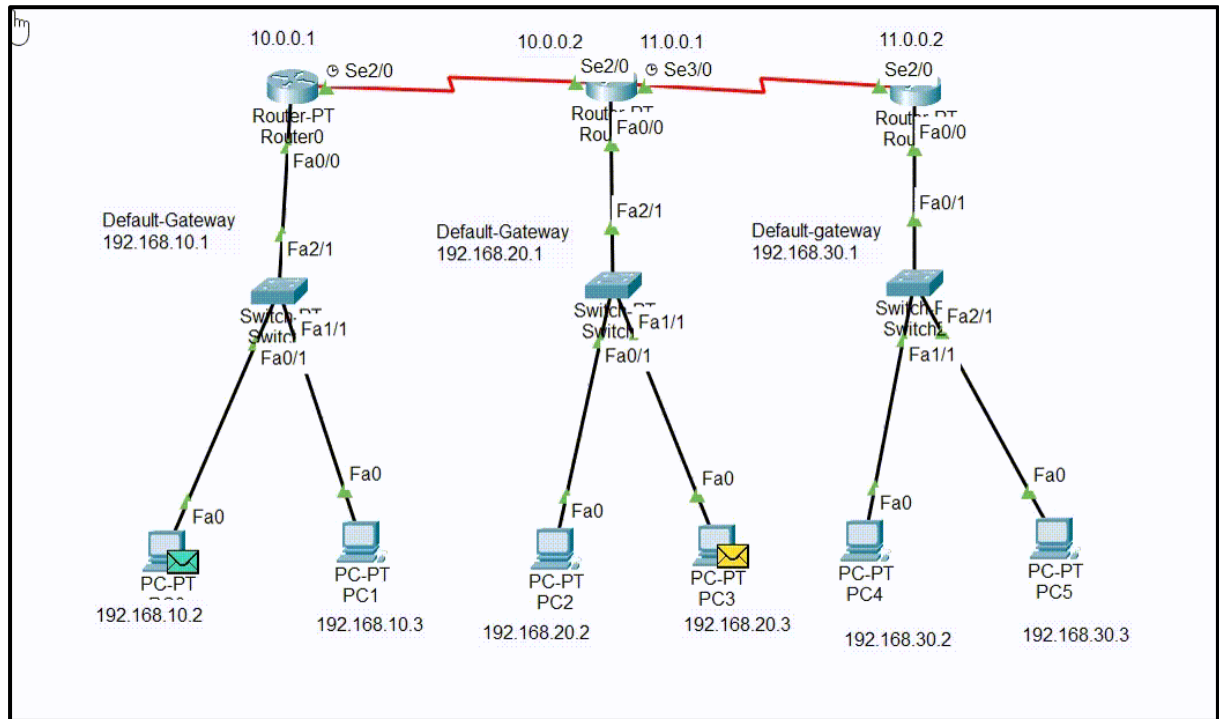 10.0.0.1
10.0.0.2
11.0.0.1
11.0.0.2
Se2/0
Se2/0
Se3/0
Se2/0
Router-PT
Router0
Fa0/0
Fa0/0
Fa0/0
Default-Gateway
192.168.10.1
Fa2/1
Default-Gateway
192.168.20.1
Fa2/1
Default-gateway
192.168.30.1
Fa0/1
Fa1/1
Fa0/1
Fa1/1
Fa0/1
Fa2/1
Fa1/1
Fa0
Fa0
Fa0
Fa0
Fa0
Fa0
PC-PT
192.168.10.2
PC-PT
PC1
192.168.10.3
PC-PT
PC2
192.168.20.2
PC-PT
PC3
192.168.20.3
PC-PT
PC4
192.168.30.2
PC-PT
PC5
192.168.30.3